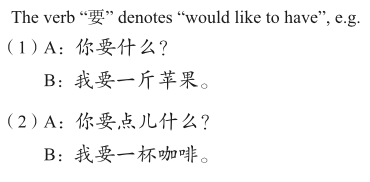 The verb “要” denotes “would like to have”, e.g.
（1）A：你要什么？
B：我要一斤苹果。
（2）A：你要点儿什么？
B：我要一杯咖啡。